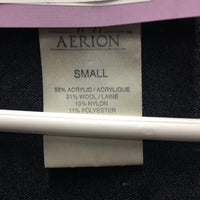 AERION
SMALL
55% ACRYLIC / ACRYLIQUE
21% WOOL / LAINE
13% NYLON
11% POLYESTER